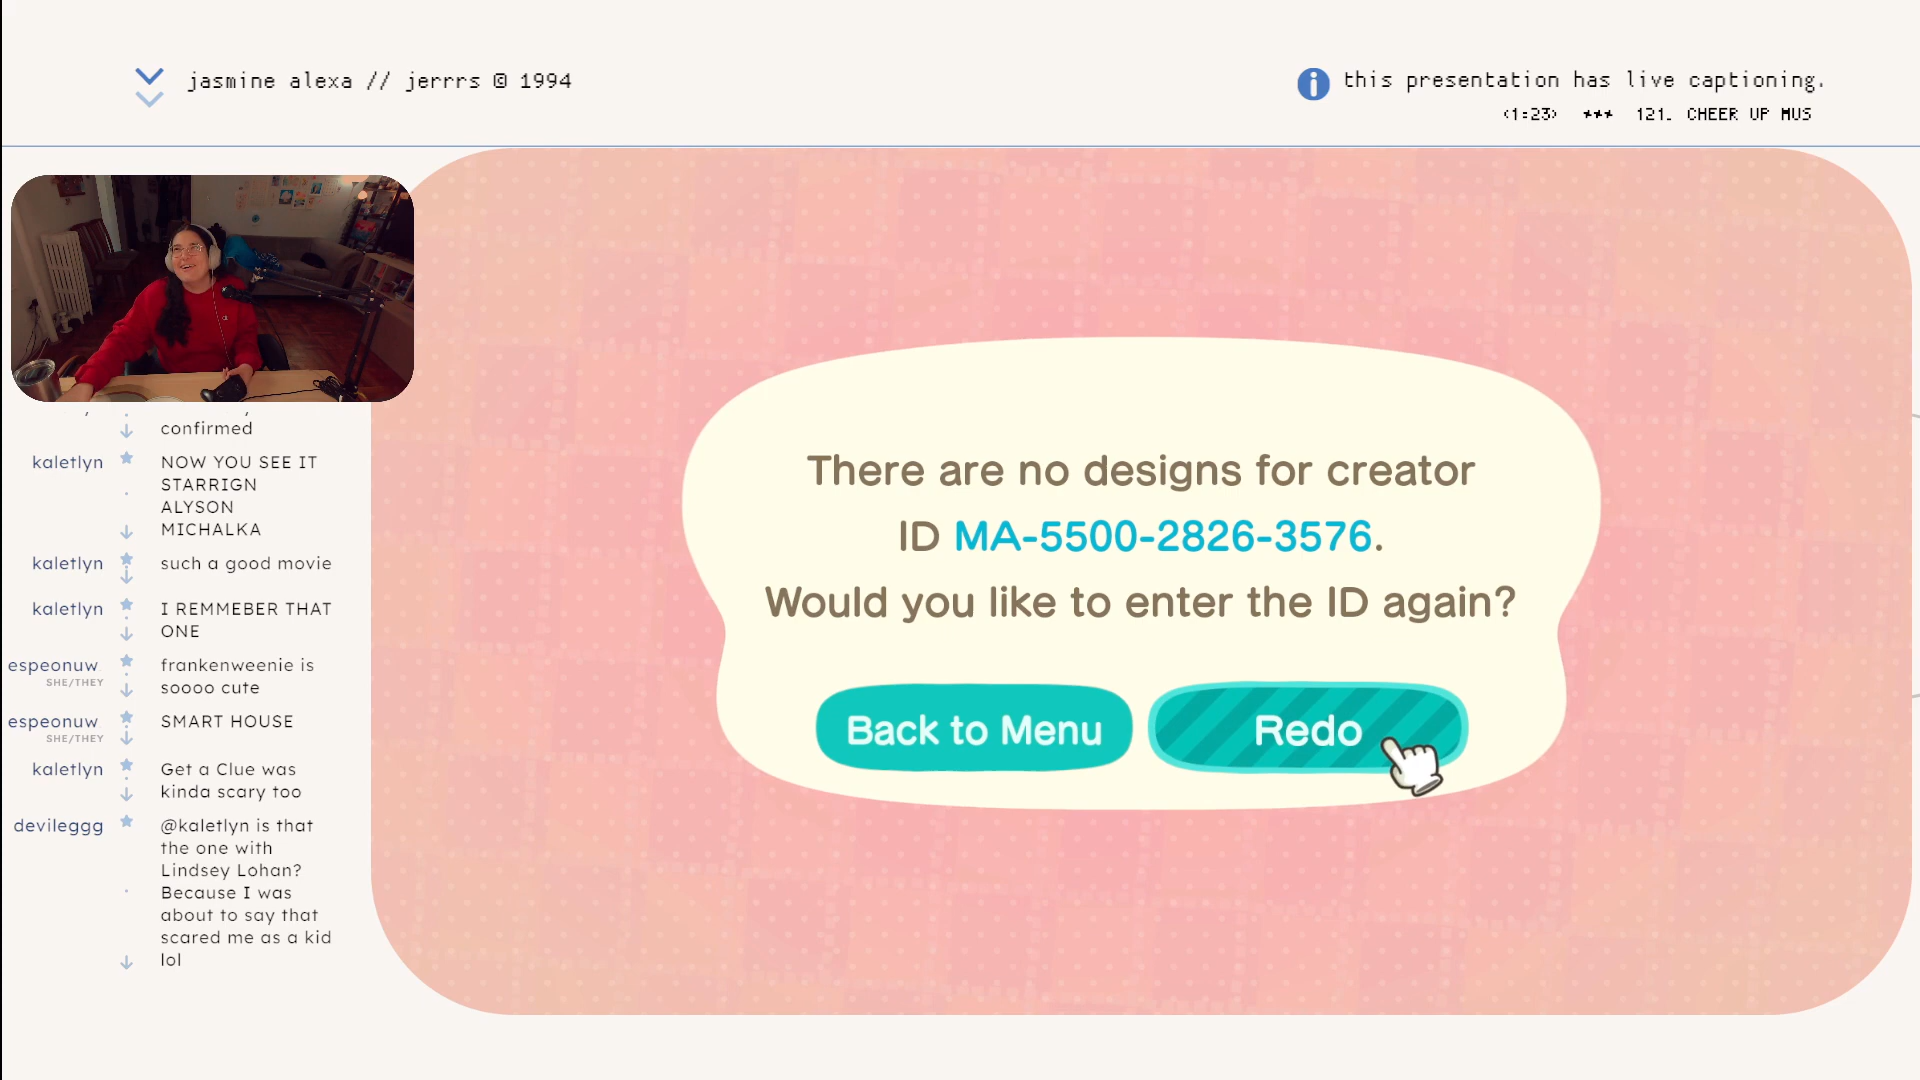 jasmine alexa // jerrrs @ 1994
this presentation has live captioning.
<1:23> *** 121. CHEER UP MUS
confirmed
kaletlyn NOW YOU SEE IT
STARRIGN
ALYSON
MICHALKA
kaletlyn such a good movie
kaletlyn I REMMEBER THAT
ONE
espeonuw frankenweenie is
SHE/THEY soooo cute
espeonuw SMART HOUSE
SHE/THEY
kaletlyn Get a Clue was
kinda scary too
devileggg @kaletlyn is that
the one with
Lindsey Lohan?
Because I was
about to say that
scared me as a kid
lol
There are no designs for creator
ID MA-5500-2826-3576.
Would you like to enter the ID again?
Back to Menu
Redo